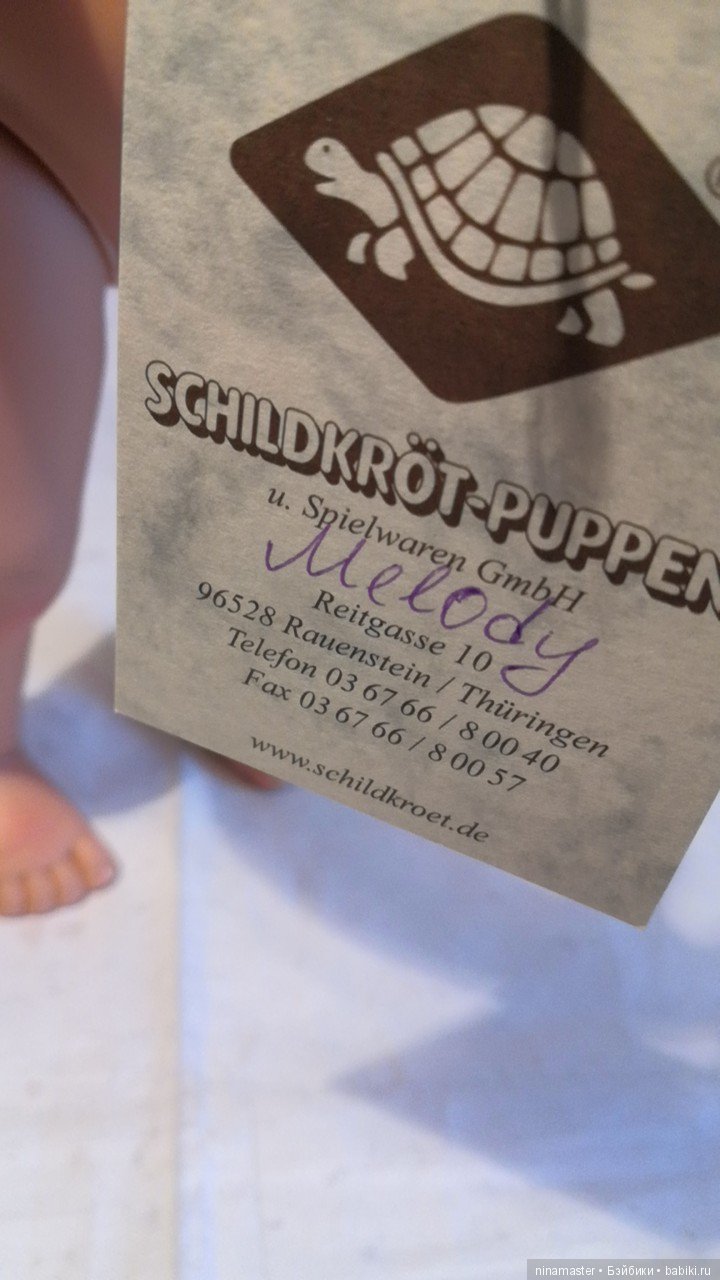 SCHILDKRÖT-PUPPEN
u. Spielwaren GmbH
Melody
Reitgasse 10
96528 Rauenstein / Thüringen
Telefon 03 67 66 / 8 00 40
Fax 03 67 66 / 8 00 57
www.schildkroet.de
ninamaster • Бэйбики • babiki.ru